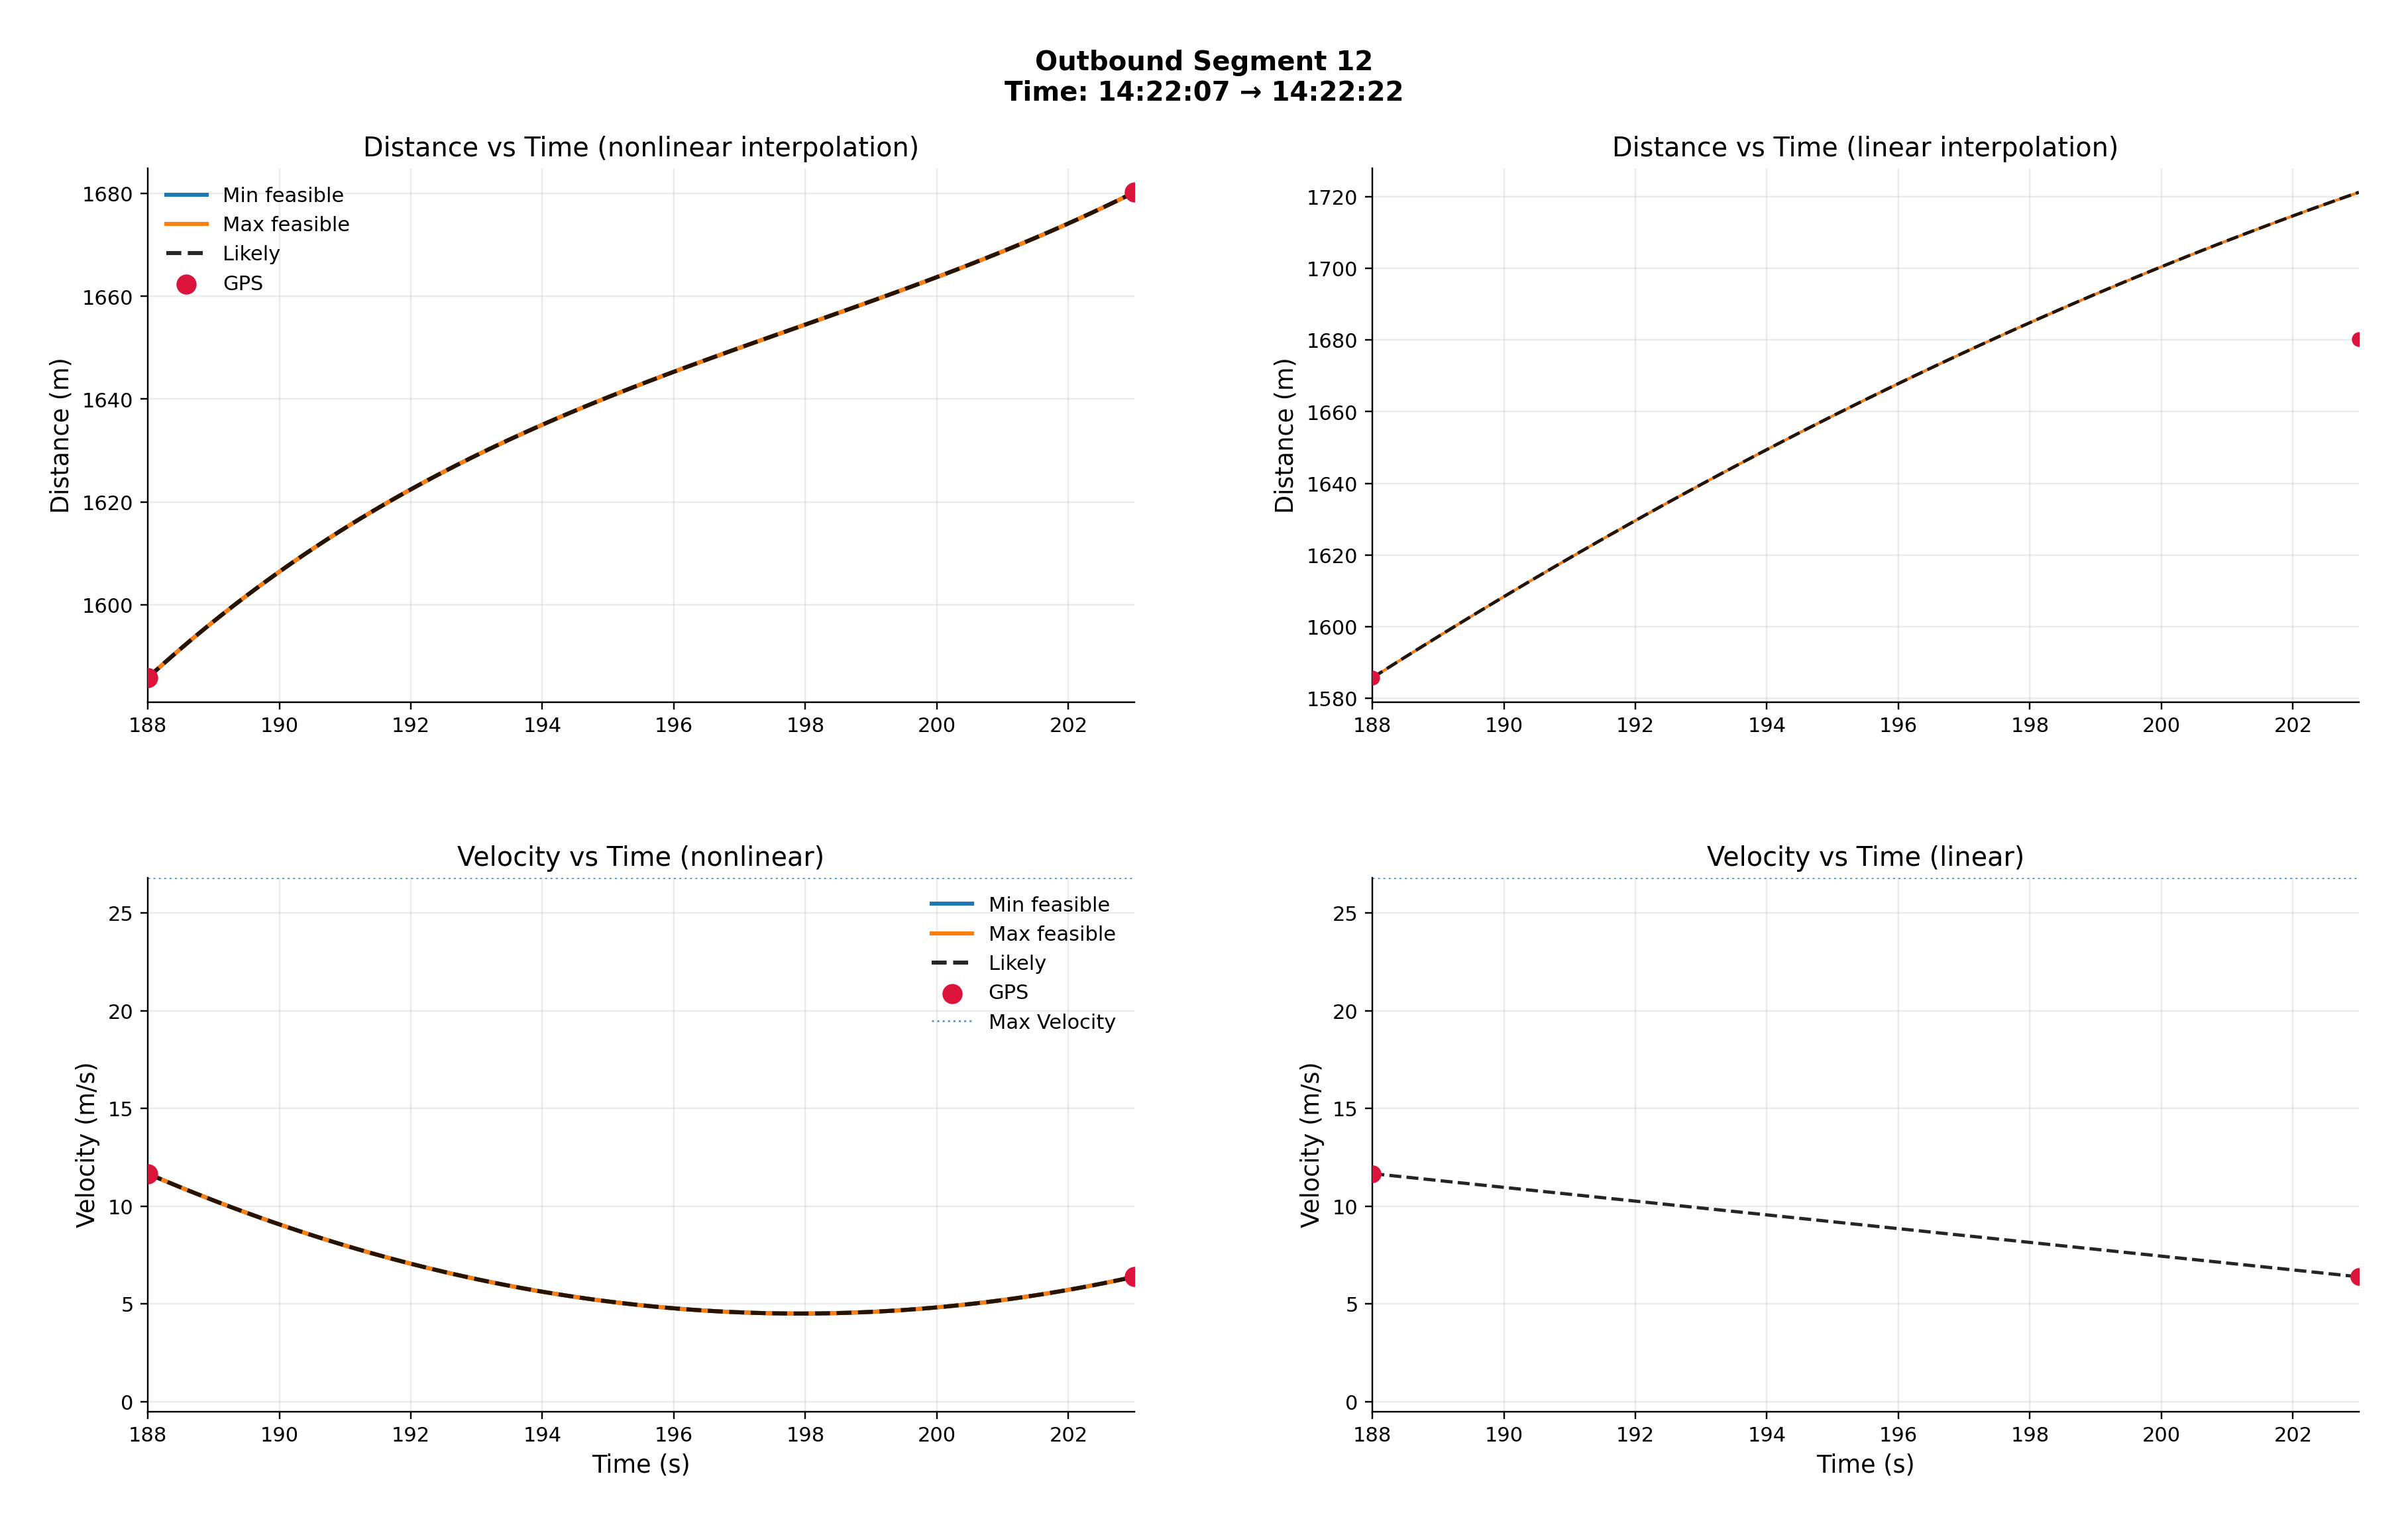 Outbound Segment 12
Time: 14:22:07 → 14:22:22
Distance vs Time (nonlinear interpolation)
Distance (m)
1680
1660
1640
1620
1600
Min feasible
Max feasible
Likely
GPS
188 190 192 194 196 198 200 202
Distance vs Time (linear interpolation)
Distance (m)
1720
1700
1680
1660
1640
1620
1600
1580
188 190 192 194 196 198 200 202
Velocity vs Time (nonlinear)
Velocity (m/s)
25
20
15
10
5
0
Min feasible
Max feasible
Likely
GPS
Max Velocity
188 190 192 194 196 198 200 202
Time (s)
Velocity vs Time (linear)
Velocity (m/s)
25
20
15
10
5
0
188 190 192 194 196 198 200 202
Time (s)